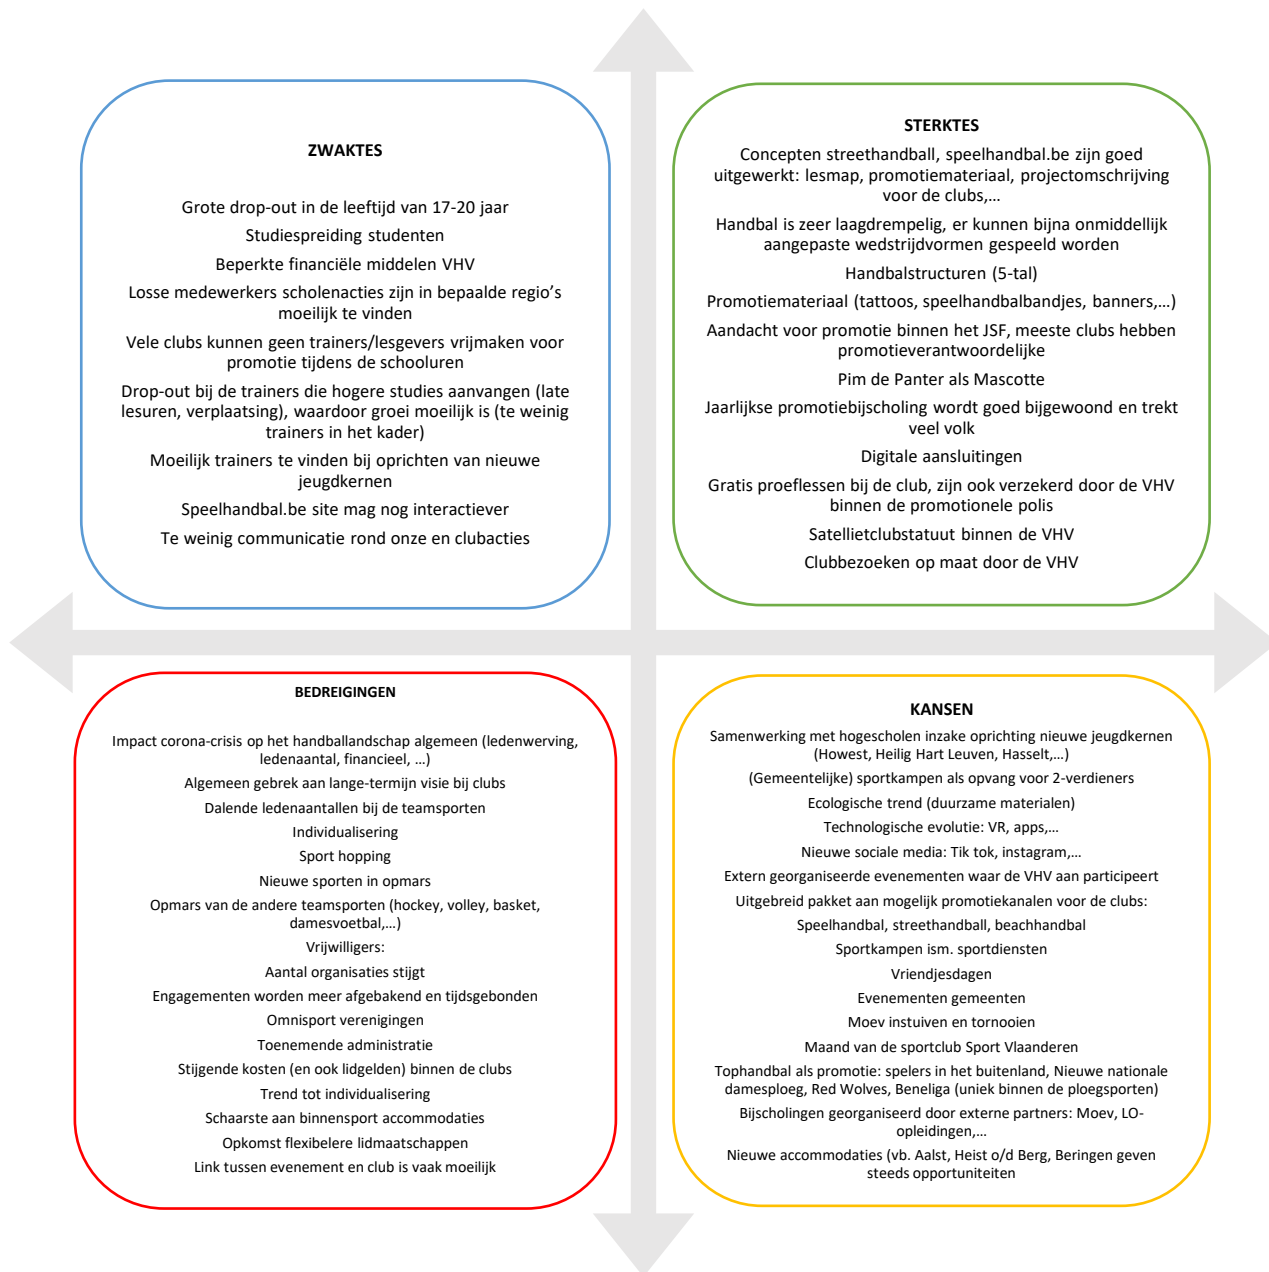 ZWAKTES
Grote drop-out in de leeftijd van 17-20 jaar
Studiespreiding studenten
Beperkte financiële middelen VHV
Losse medewerkers scholenacties zijn in bepaalde regio’s
moeilijk te vinden
Vele clubs kunnen geen trainers/lesgevers vrijmaken voor
promotie tijdens de schooluren
Drop-out bij de trainers die hogere studies aanvangen (late
lesuren, verplaatsing), waardoor groei moeilijk is (te weinig
trainers in het kader)
Moeilijk trainers te vinden bij oprichten van nieuwe
jeugdkernen
Speelhandbal.be site mag nog interactiever
Te weinig communicatie rond onze en clubacties
STERKTES
Concepten streethandball, speelhandbal.be zijn goed
uitgewerkt: lesmap, promotiemateriaal, projectomschrijving
voor de clubs,…
Handbal is zeer laagdrempelig, er kunnen bijna onmiddellijk
aangepaste wedstrijdvormen gespeeld worden
Handbalstructuren (5-tal)
Promotiemateriaal (tattoos, speelhandbalbandjes, banners,…)
Aandacht voor promotie binnen het JSF, meeste clubs hebben
promotieverantwoordelijke
Pim de Panter als Mascotte
Jaarlijkse promotiebijscholing wordt goed bijgewoond en trekt
veel volk
Digitale aansluitingen
Gratis proeflessen bij de club, zijn ook verzekerd door de VHV
binnen de promotionele polis
Satellietclubstatuut binnen de VHV
Clubbezoeken op maat door de VHV
BEDREIGINGEN
Impact corona-crisis op het handballandschap algemeen (ledenwerving,
ledenaantal, financieel, …)
Algemeen gebrek aan lange-termijn visie bij clubs
Dalende ledenaantallen bij de teamsporten
Individualisering
Sport hopping
Nieuwe sporten in opmars
Opmars van de andere teamsporten (hockey, volley, basket,
damesvoetbal,…)
Vrijwilligers:
Aantal organisaties stijgt
Engagementen worden meer afgebakend en tijdsgebonden
Omnisport verenigingen
Toenemende administratie
Stijgende kosten (en ook lidgelden) binnen de clubs
Trend tot individualisering
Schaarste aan binnensport accommodaties
Opkomst flexibelere lidmaatschappen
Link tussen evenement en club is vaak moeilijk
KANSEN
Samenwerking met hogescholen inzake oprichting nieuwe jeugdkernen
(Howest, Heilig Hart Leuven, Hasselt,…)
(Gemeentelijke) sportkampen als opvang voor 2-verdieners
Ecologische trend (duurzame materialen)
Technologische evolutie: VR, apps,…
Nieuwe sociale media: Tik tok, instagram,…
Extern georganiseerde evenementen waar de VHV aan participeert
Uitgebreid pakket aan mogelijk promotiekanalen voor de clubs:
Speelhandbal, streethandball, beachhandbal
Sportkampen ism. sportdiensten
Vriendjesdagen
Evenementen gemeenten
Moev instuiven en tornooien
Maand van de sportclub Sport Vlaanderen
Tophandbal als promotie: spelers in het buitenland, Nieuwe nationale
damesploeg, Red Wolves, Beneliga (uniek binnen de ploegsporten)
Bijscholingen georganiseerd door externe partners: Moev, LO-
opleidingen,…
Nieuwe accommodaties (vb. Aalst, Heist o/d Berg, Beringen geven
steeds opportuniteiten